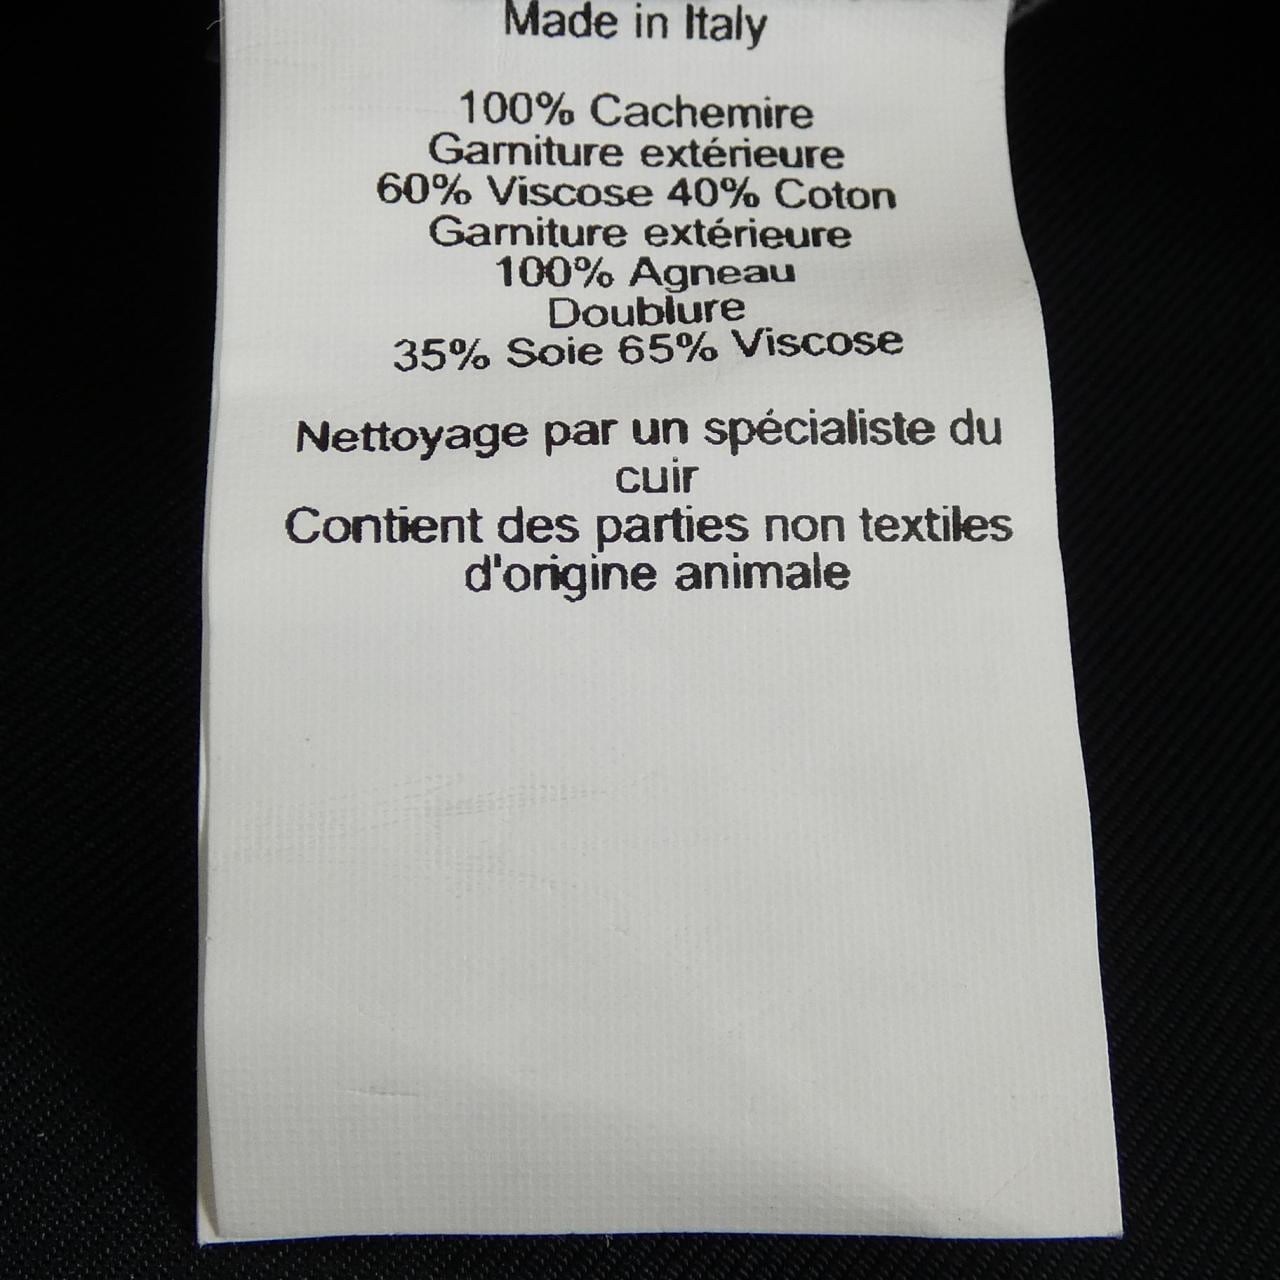 Made in Italy
100% Cachemire
Garniture extérieure
60% Viscose 40% Coton
Garniture extérieure
100% Agneau
Doublure
35% Soie 65% Viscose
Nettoyage par un spécialiste du
cuir
Contient des parties non textiles
d'origine animale